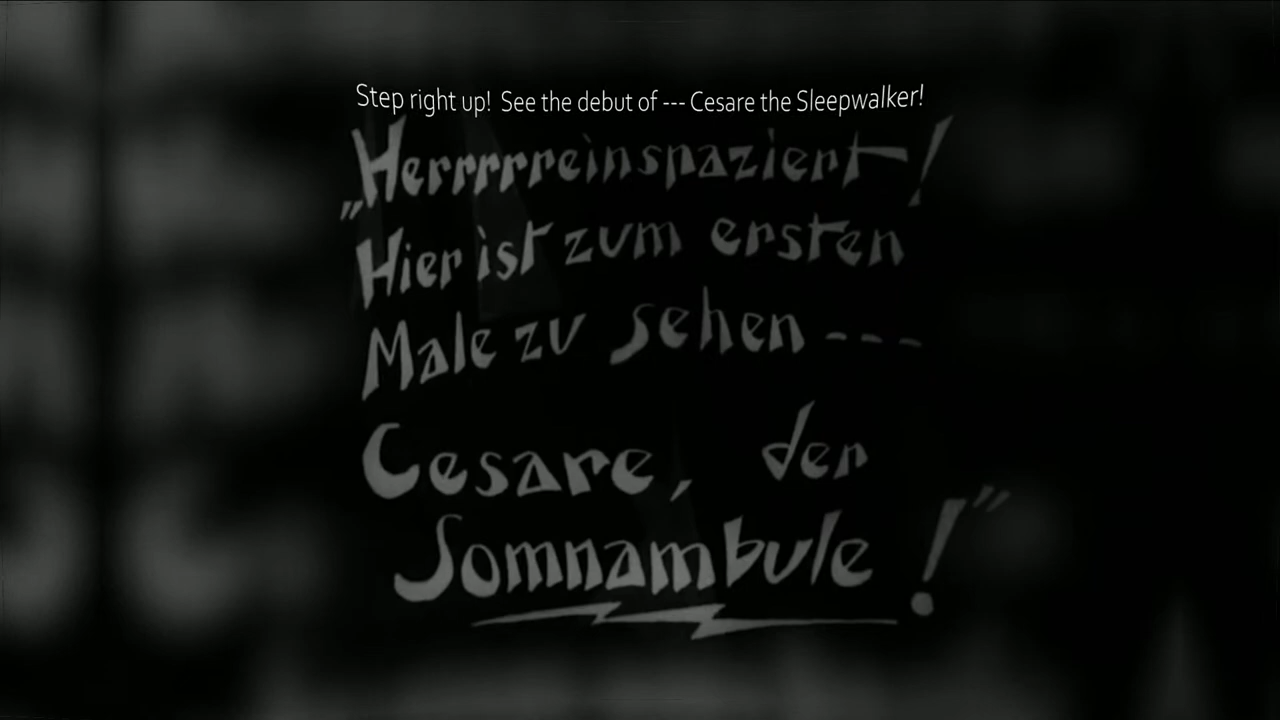 Step right up! See the debut of --- Cesare the Sleepwalker!
„Herrrrreinspaziert!
Hier ist zum ersten
Male zu sehen ---
Cesare, der
Somnambule!”